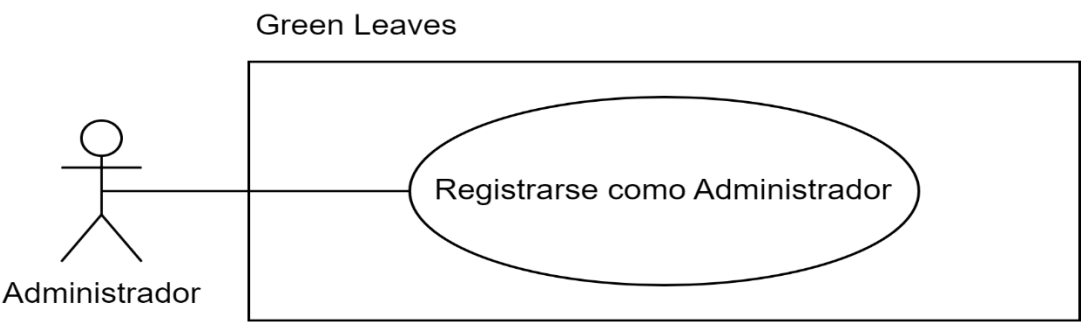 Green Leaves
Registrarse como Administrador
Administrador